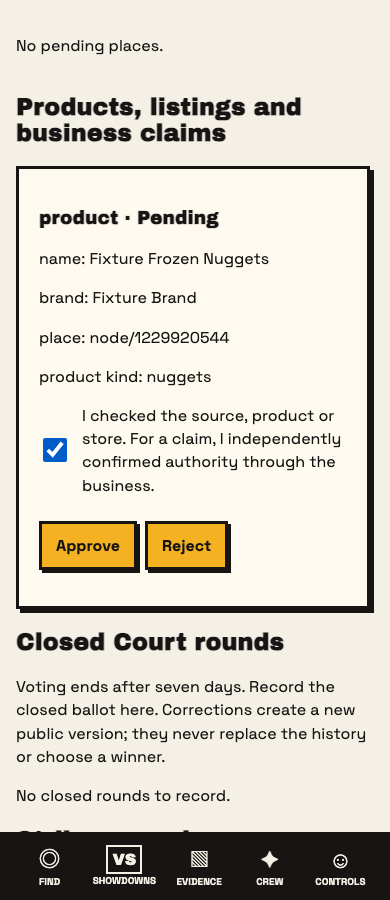 No pending places.
Products, listings and
business claims
product · Pending
name: Fixture Frozen Nuggets
brand: Fixture Brand
place: node/1229920544
product kind: nuggets
I checked the source, product or
store. For a claim, I independently
confirmed authority through the
business.
Approve
Reject
Closed Court rounds
Voting ends after seven days. Record the
closed ballot here. Corrections create a new
public version; they never replace the history
or choose a winner.
No closed rounds to record.
VS
FIND
SHOWDOWNS
EVIDENCE
CREW
CONTROLS